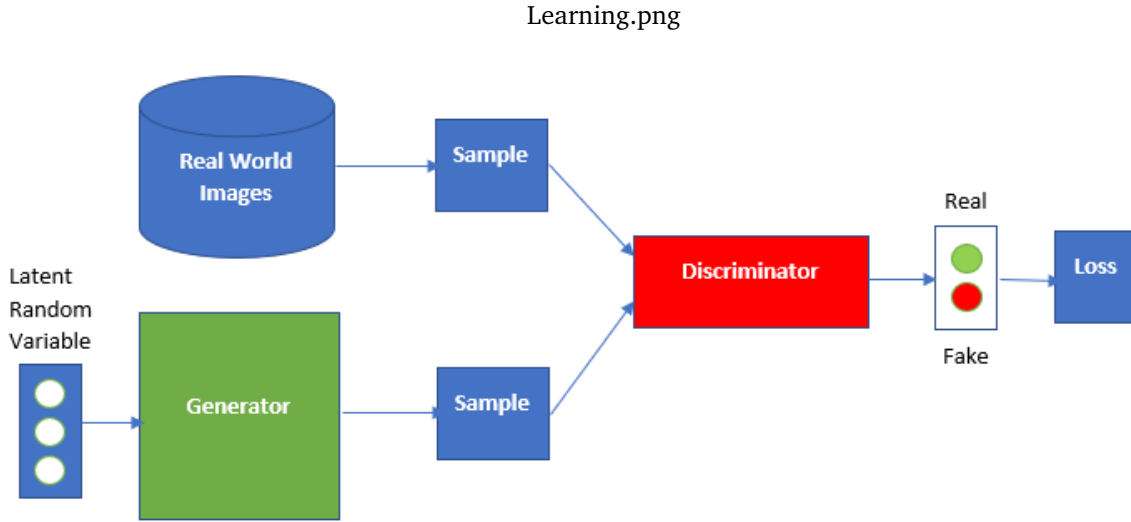 Learning.png
Real World
Images
Sample
Real
Discriminator
Loss
Latent
Random
Variable
Fake
Generator
Sample